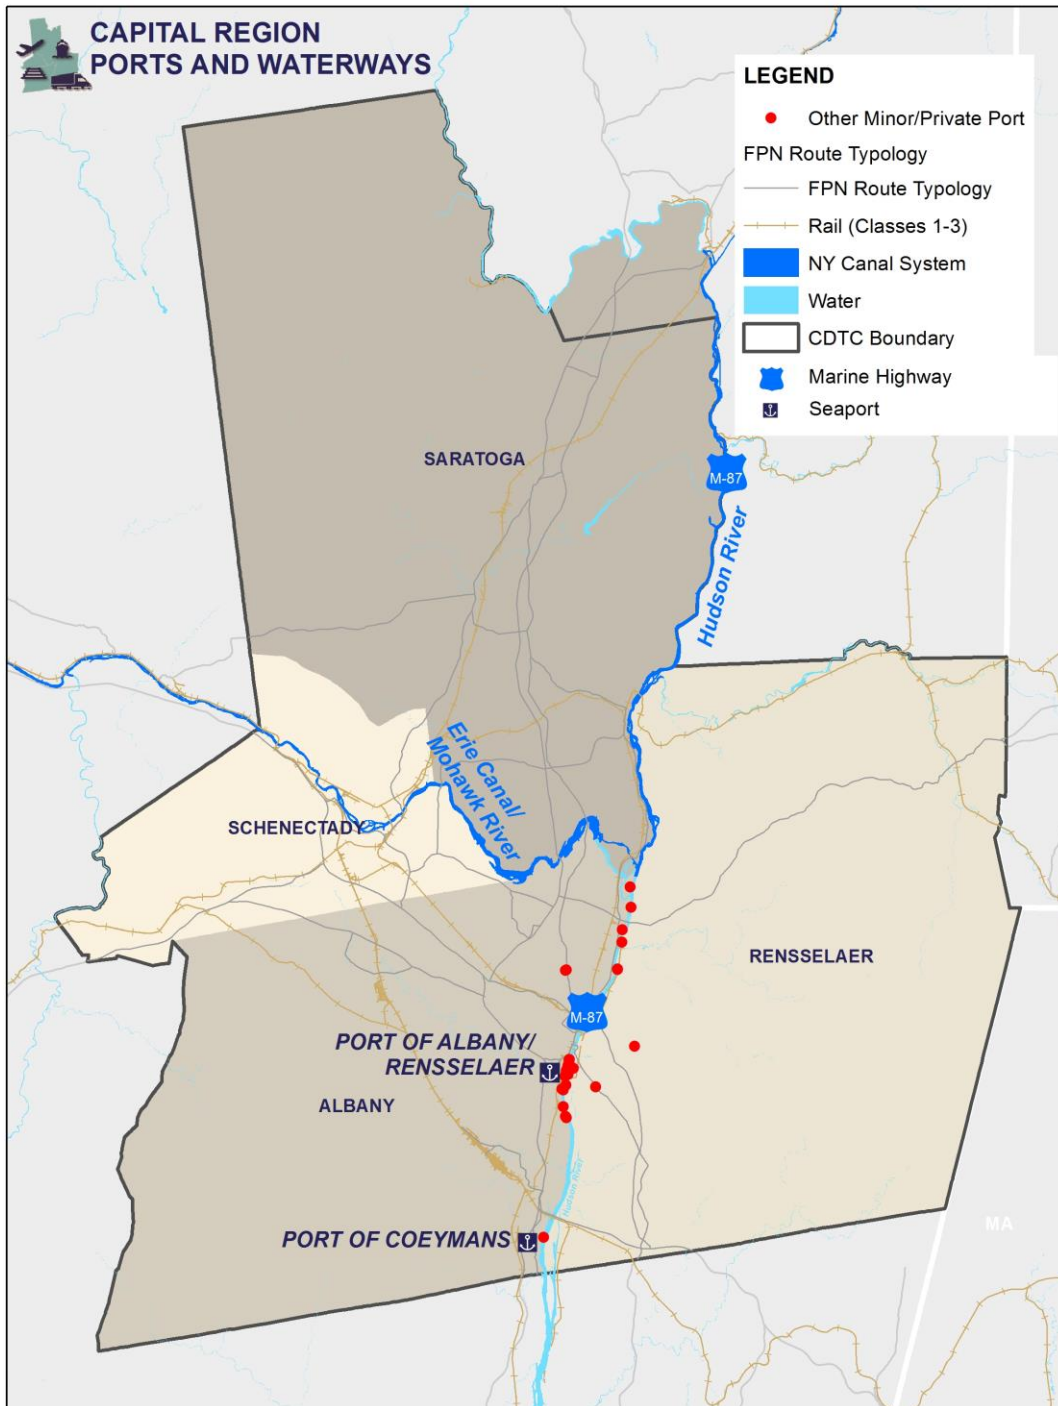 CAPITAL REGION
PORTS AND WATERWAYS
LEGEND
Other Minor/Private Port
FPN Route Typology
FPN Route Typology
Rail (Classes 1-3)
NY Canal System
Water
CDTC Boundary
Marine Highway
Seaport
SARATOGA
M-87
Hudson River
Erie Canal/
Mohawk River
SCHENECTADY
RENSSELAER
M-87
PORT OF ALBANY/
RENSSELAER
ALBANY
Hudson River
MA
PORT OF COEYMANS